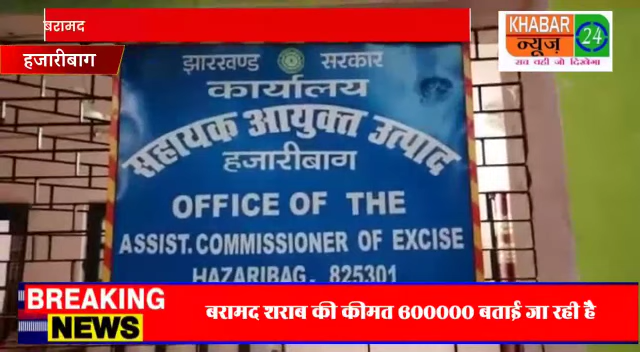 बरामद
हजारीबाग
KHABAR
न्यूज़ 24
सच वही जो दिखेगा
झारखण्ड सरकार
कार्यालय
सहायक आयुक्त उत्पाद
हजारीबाग
OFFICE OF THE
ASSIST. COMMISSIONER OF EXCISE
HAZARIBAG. 825301
BREAKING
NEWS
बरामद शराब की कीमत 600000 बताई जा रही है